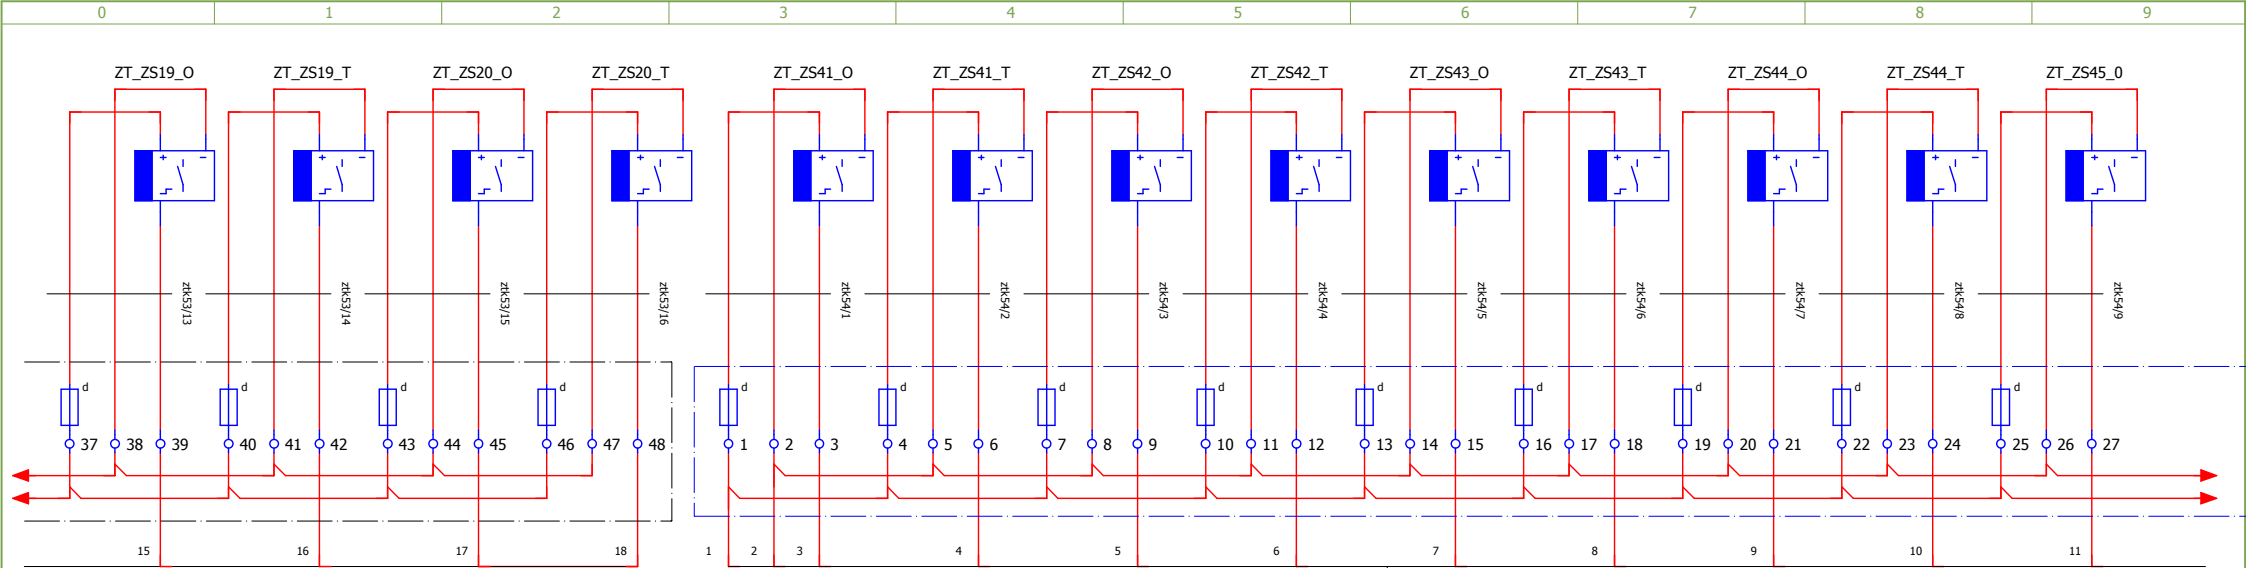 0 1 2 3 4 5 6 7 8 9
ZT_ZS19_O ZT_ZS19_T ZT_ZS20_O ZT_ZS20_T ZT_ZS41_O ZT_ZS41_T ZT_ZS42_O ZT_ZS42_T ZT_ZS43_O ZT_ZS43_T ZT_ZS44_O ZT_ZS44_T ZT_ZS45_0
+ − + − + − + − + − + − + − + − + − + − + − + − + −
ztk53/13 ztk53/14 ztk53/15 ztk53/16 ztk54/1 ztk54/2 ztk54/3 ztk54/4 ztk54/5 ztk54/6 ztk54/7 ztk54/8 ztk54/9
d d d d d d d d d d d d d
37 38 39 40 41 42 43 44 45 46 47 48 1 2 3 4 5 6 7 8 9 10 11 12 13 14 15 16 17 18 19 20 21 22 23 24 25 26 27
15 16 17 18 1 2 3 4 5 6 7 8 9 10 11